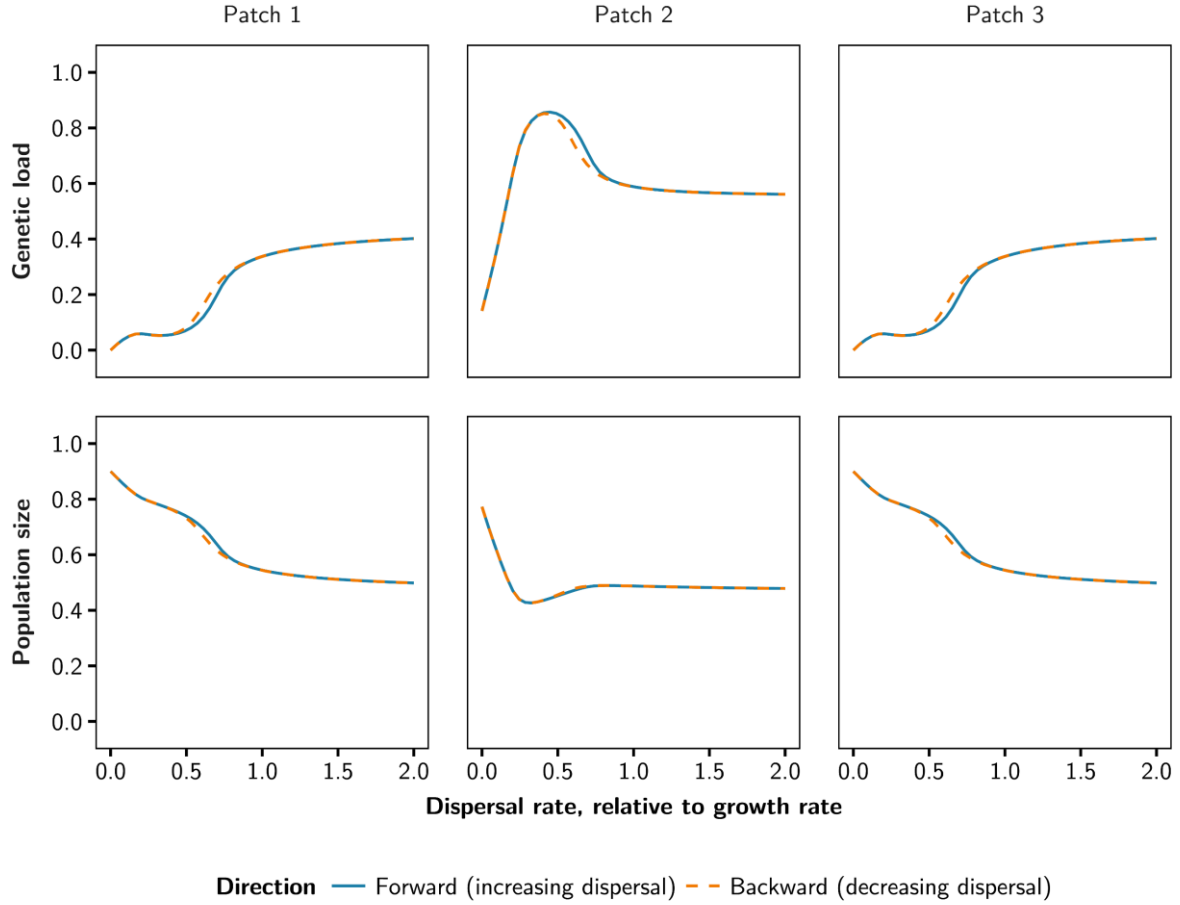 Patch 1
Patch 2
Patch 3
Genetic load
1.0
0.8
0.6
0.4
0.2
0.0
Population size
1.0
0.8
0.6
0.4
0.2
0.0
0.0 0.5 1.0 1.5 2.0
0.0 0.5 1.0 1.5 2.0
0.0 0.5 1.0 1.5 2.0
Dispersal rate, relative to growth rate
Direction Forward (increasing dispersal) Backward (decreasing dispersal)